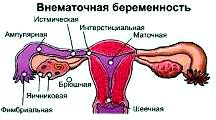 Внематочная беременность
Истмическая
Интерстициальная
Ампулярная
Маточная
Брюшная
Яичниковая
Фимбриальная
Шеечная